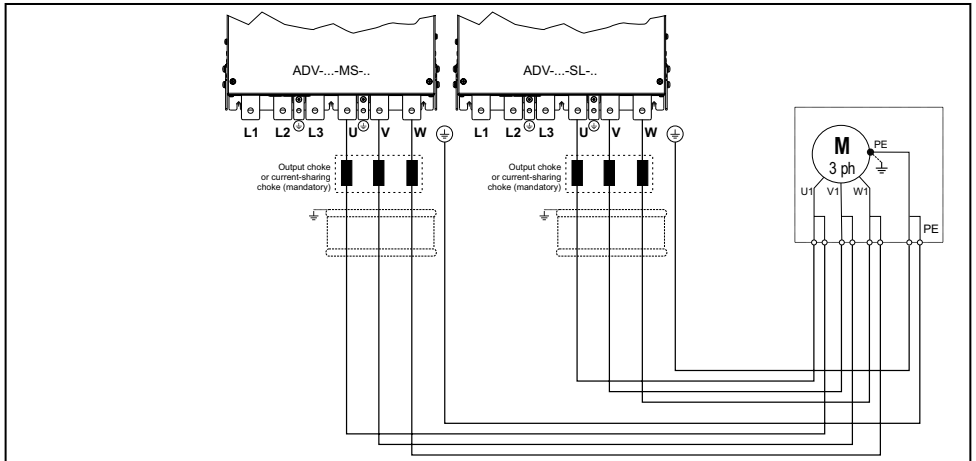 ADV-...-MS-..
ADV-...-SL-..
L1 L2 L3 U V W
L1 L2 L3 U V W
Output choke
or current-sharing
choke (mandatory)
Output choke
or current-sharing
choke (mandatory)
M
3 ph
PE
U1 V1 W1
PE